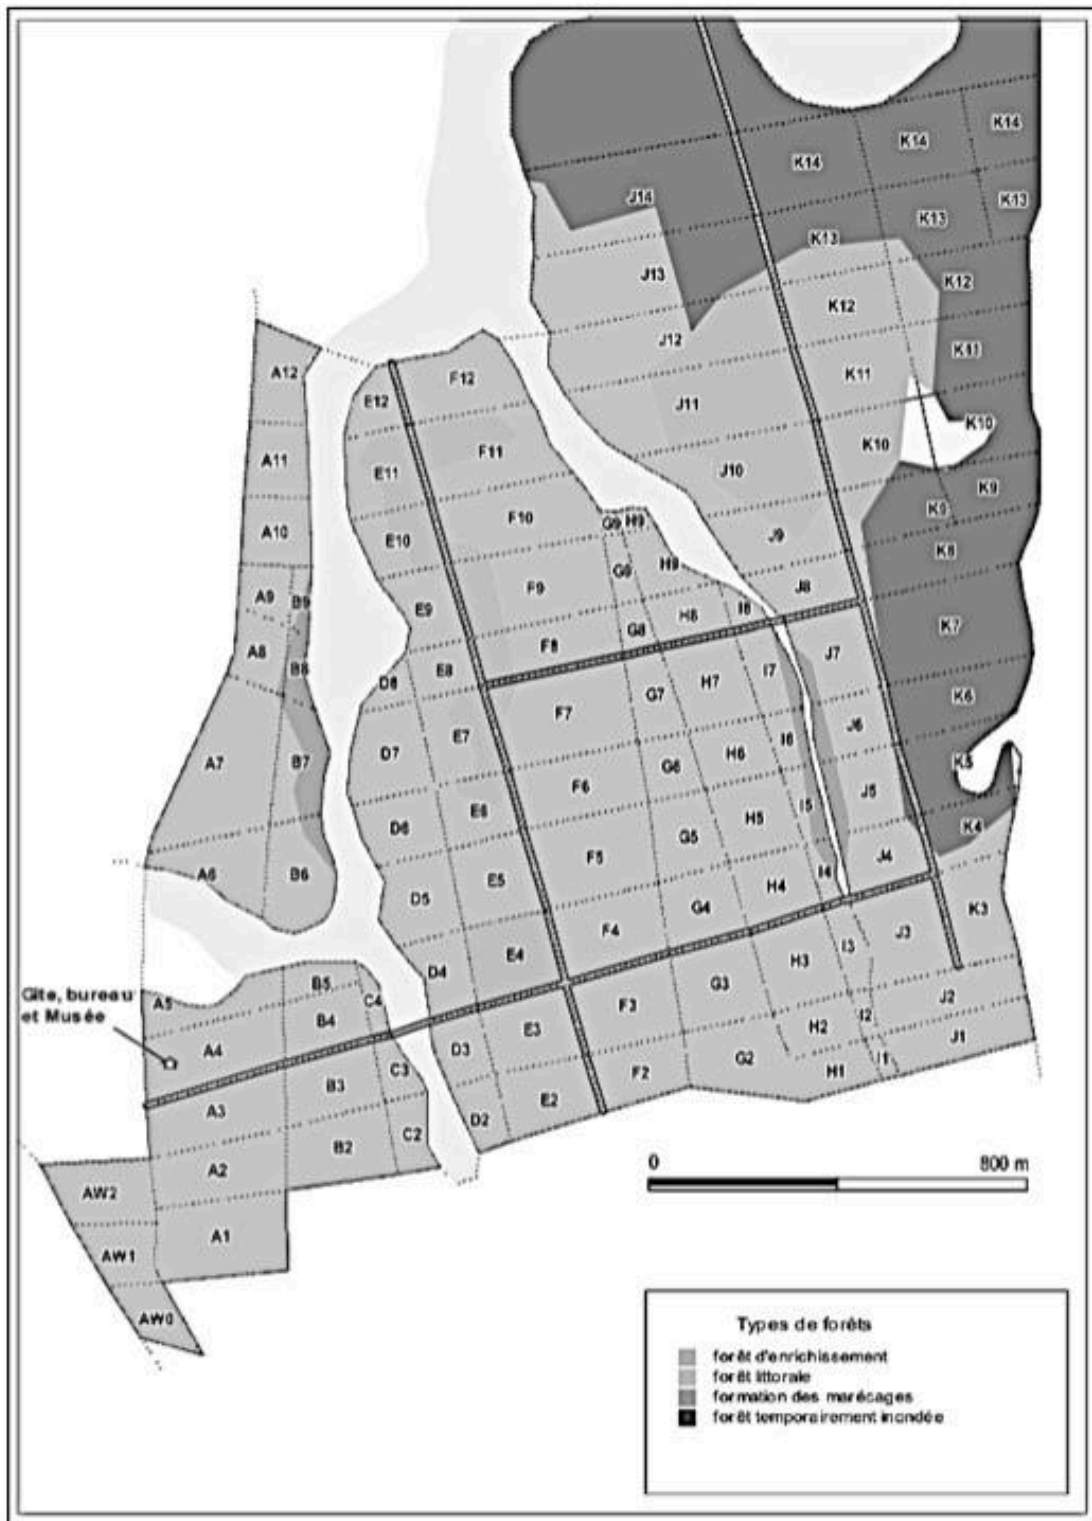 K14
K14
K14
J14
K13
K13
K13
J13
K12
K12
J12
K11
K11
A12
F12
E12
J11
K10
K10
A11
F11
E11
J10
K9
K9
A10
F10
E10
G9
H9
J9
K8
A9
B9
F9
G9
H9
J8
E9
H8
I8
K7
A8
B8
F8
G8
E8
D8
J7
I7
H7
G7
K6
F7
E7
D7
A7
B7
J6
I6
H6
G6
K5
F6
E6
D6
J5
I5
H5
G5
K4
F5
E5
D5
A6
B6
J4
I4
H4
G4
K3
F4
E4
D4
J3
I3
H3
G3
B5
C4
A5
Gîte, bureau
et Musée
B4
A4
F3
E3
D3
J2
I2
H2
J1
I1
H1
G2
F2
E2
D2
C3
B3
A3
C2
B2
A2
AW2
A1
AW1
AW0
0 800 m
Types de forêts
forêt d'enrichissement
forêt littorale
formation des marécages
forêt temporairement inondée